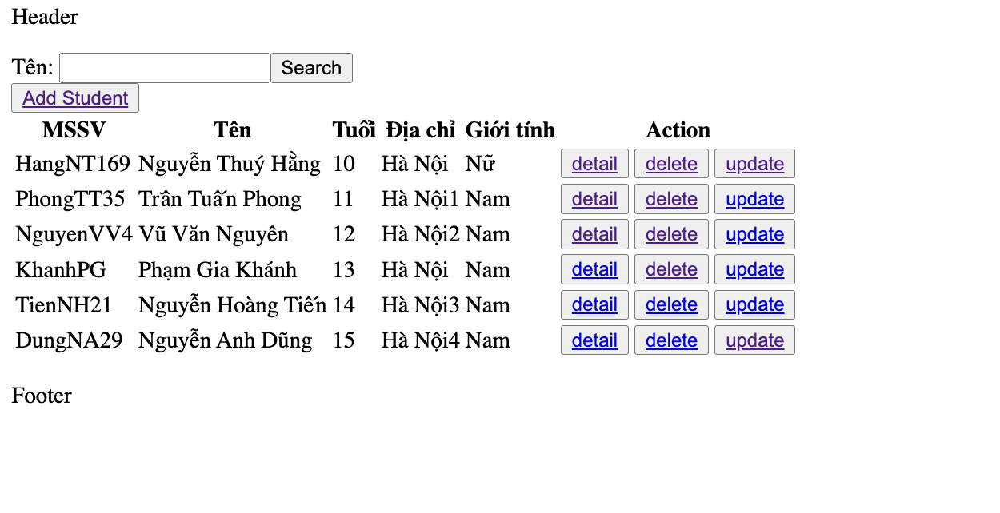 Header
Tên: Search
Add Student
MSSV Tên Tuổi Địa chỉ Giới tính Action
HangNT169 Nguyễn Thuý Hằng 10 Hà Nội Nữ detail delete update
PhongTT35 Trần Tuấn Phong 11 Hà Nội1 Nam detail delete update
NguyenVV4 Vũ Văn Nguyên 12 Hà Nội2 Nam detail delete update
KhanhPG Phạm Gia Khánh 13 Hà Nội Nam detail delete update
TienNH21 Nguyễn Hoàng Tiến 14 Hà Nội3 Nam detail delete update
DungNA29 Nguyễn Anh Dũng 15 Hà Nội4 Nam detail delete update
Footer